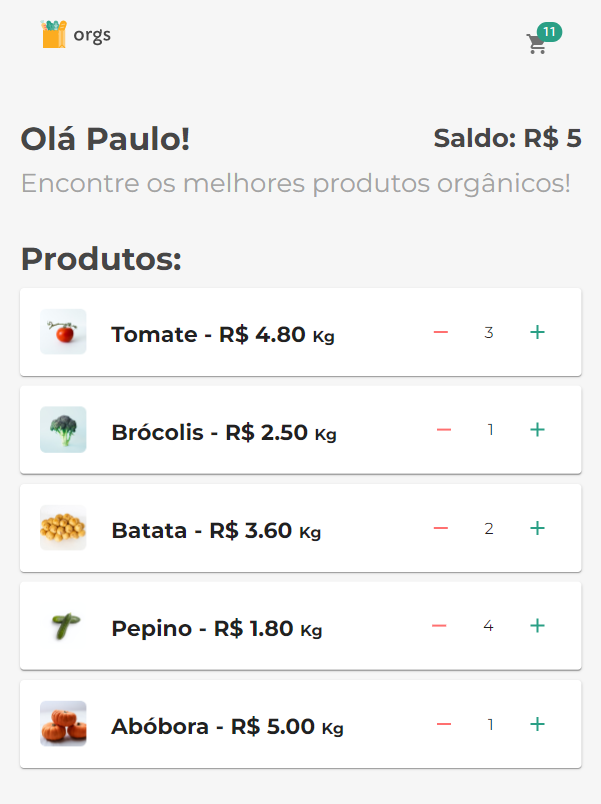 orgs
11
Olá Paulo!
Saldo: R$ 5
Encontre os melhores produtos orgânicos!
Produtos:
Tomate - R$ 4.80 Kg
3
Brócolis - R$ 2.50 Kg
1
Batata - R$ 3.60 Kg
2
Pepino - R$ 1.80 Kg
4
Abóbora - R$ 5.00 Kg
1